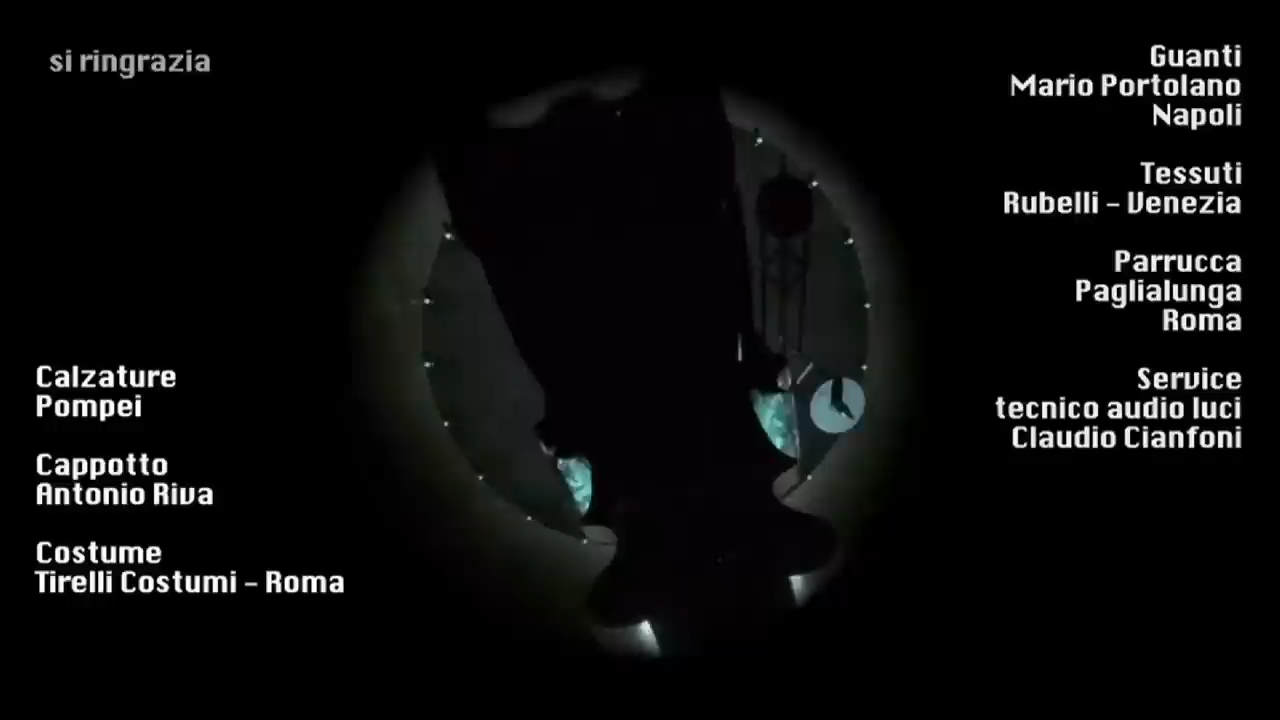 si ringrazia
Calzature
Pompei
Cappotto
Antonio Riva
Costume
Tirelli Costumi - Roma
Guanti
Mario Portolano
Napoli
Tessuti
Rubelli - Venezia
Parrucca
Paglialunga
Roma
Service
tecnico audio luci
Claudio Cianfoni